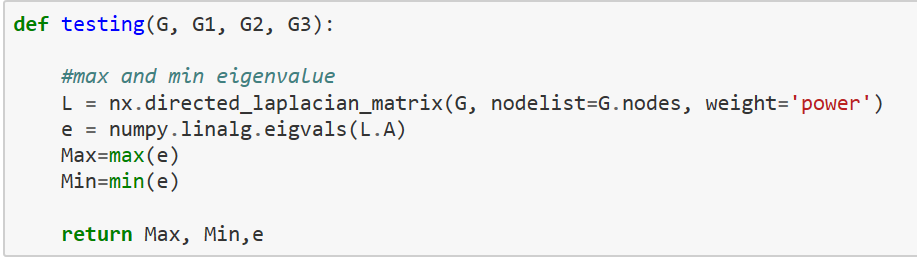 def testing(G, G1, G2, G3):
#max and min eigenvalue
L = nx.directed_laplacian_matrix(G, nodelist=G.nodes, weight='power')
e = numpy.linalg.eigvals(L.A)
Max=max(e)
Min=min(e)
return Max, Min,e